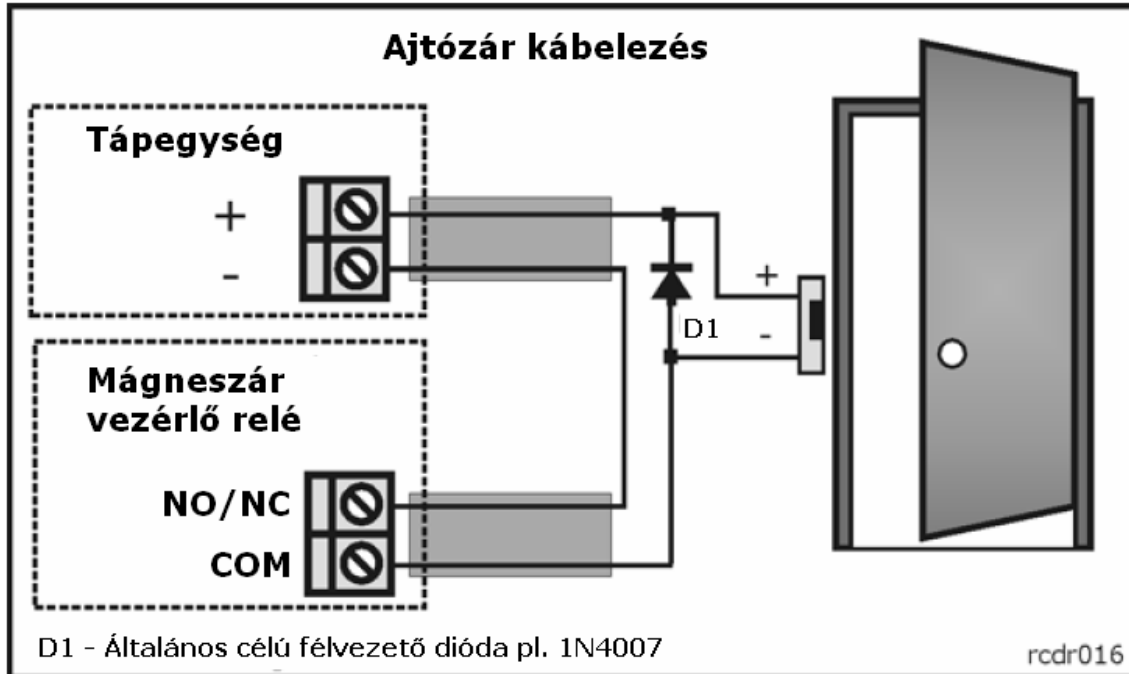 Ajtózár kábelezés
Tápegység
+
-
+
-
D1
Mágneszár
vezérlő relé
NO/NC
COM
D1 - Általános célú félvezető dióda pl. 1N4007
rcdr016